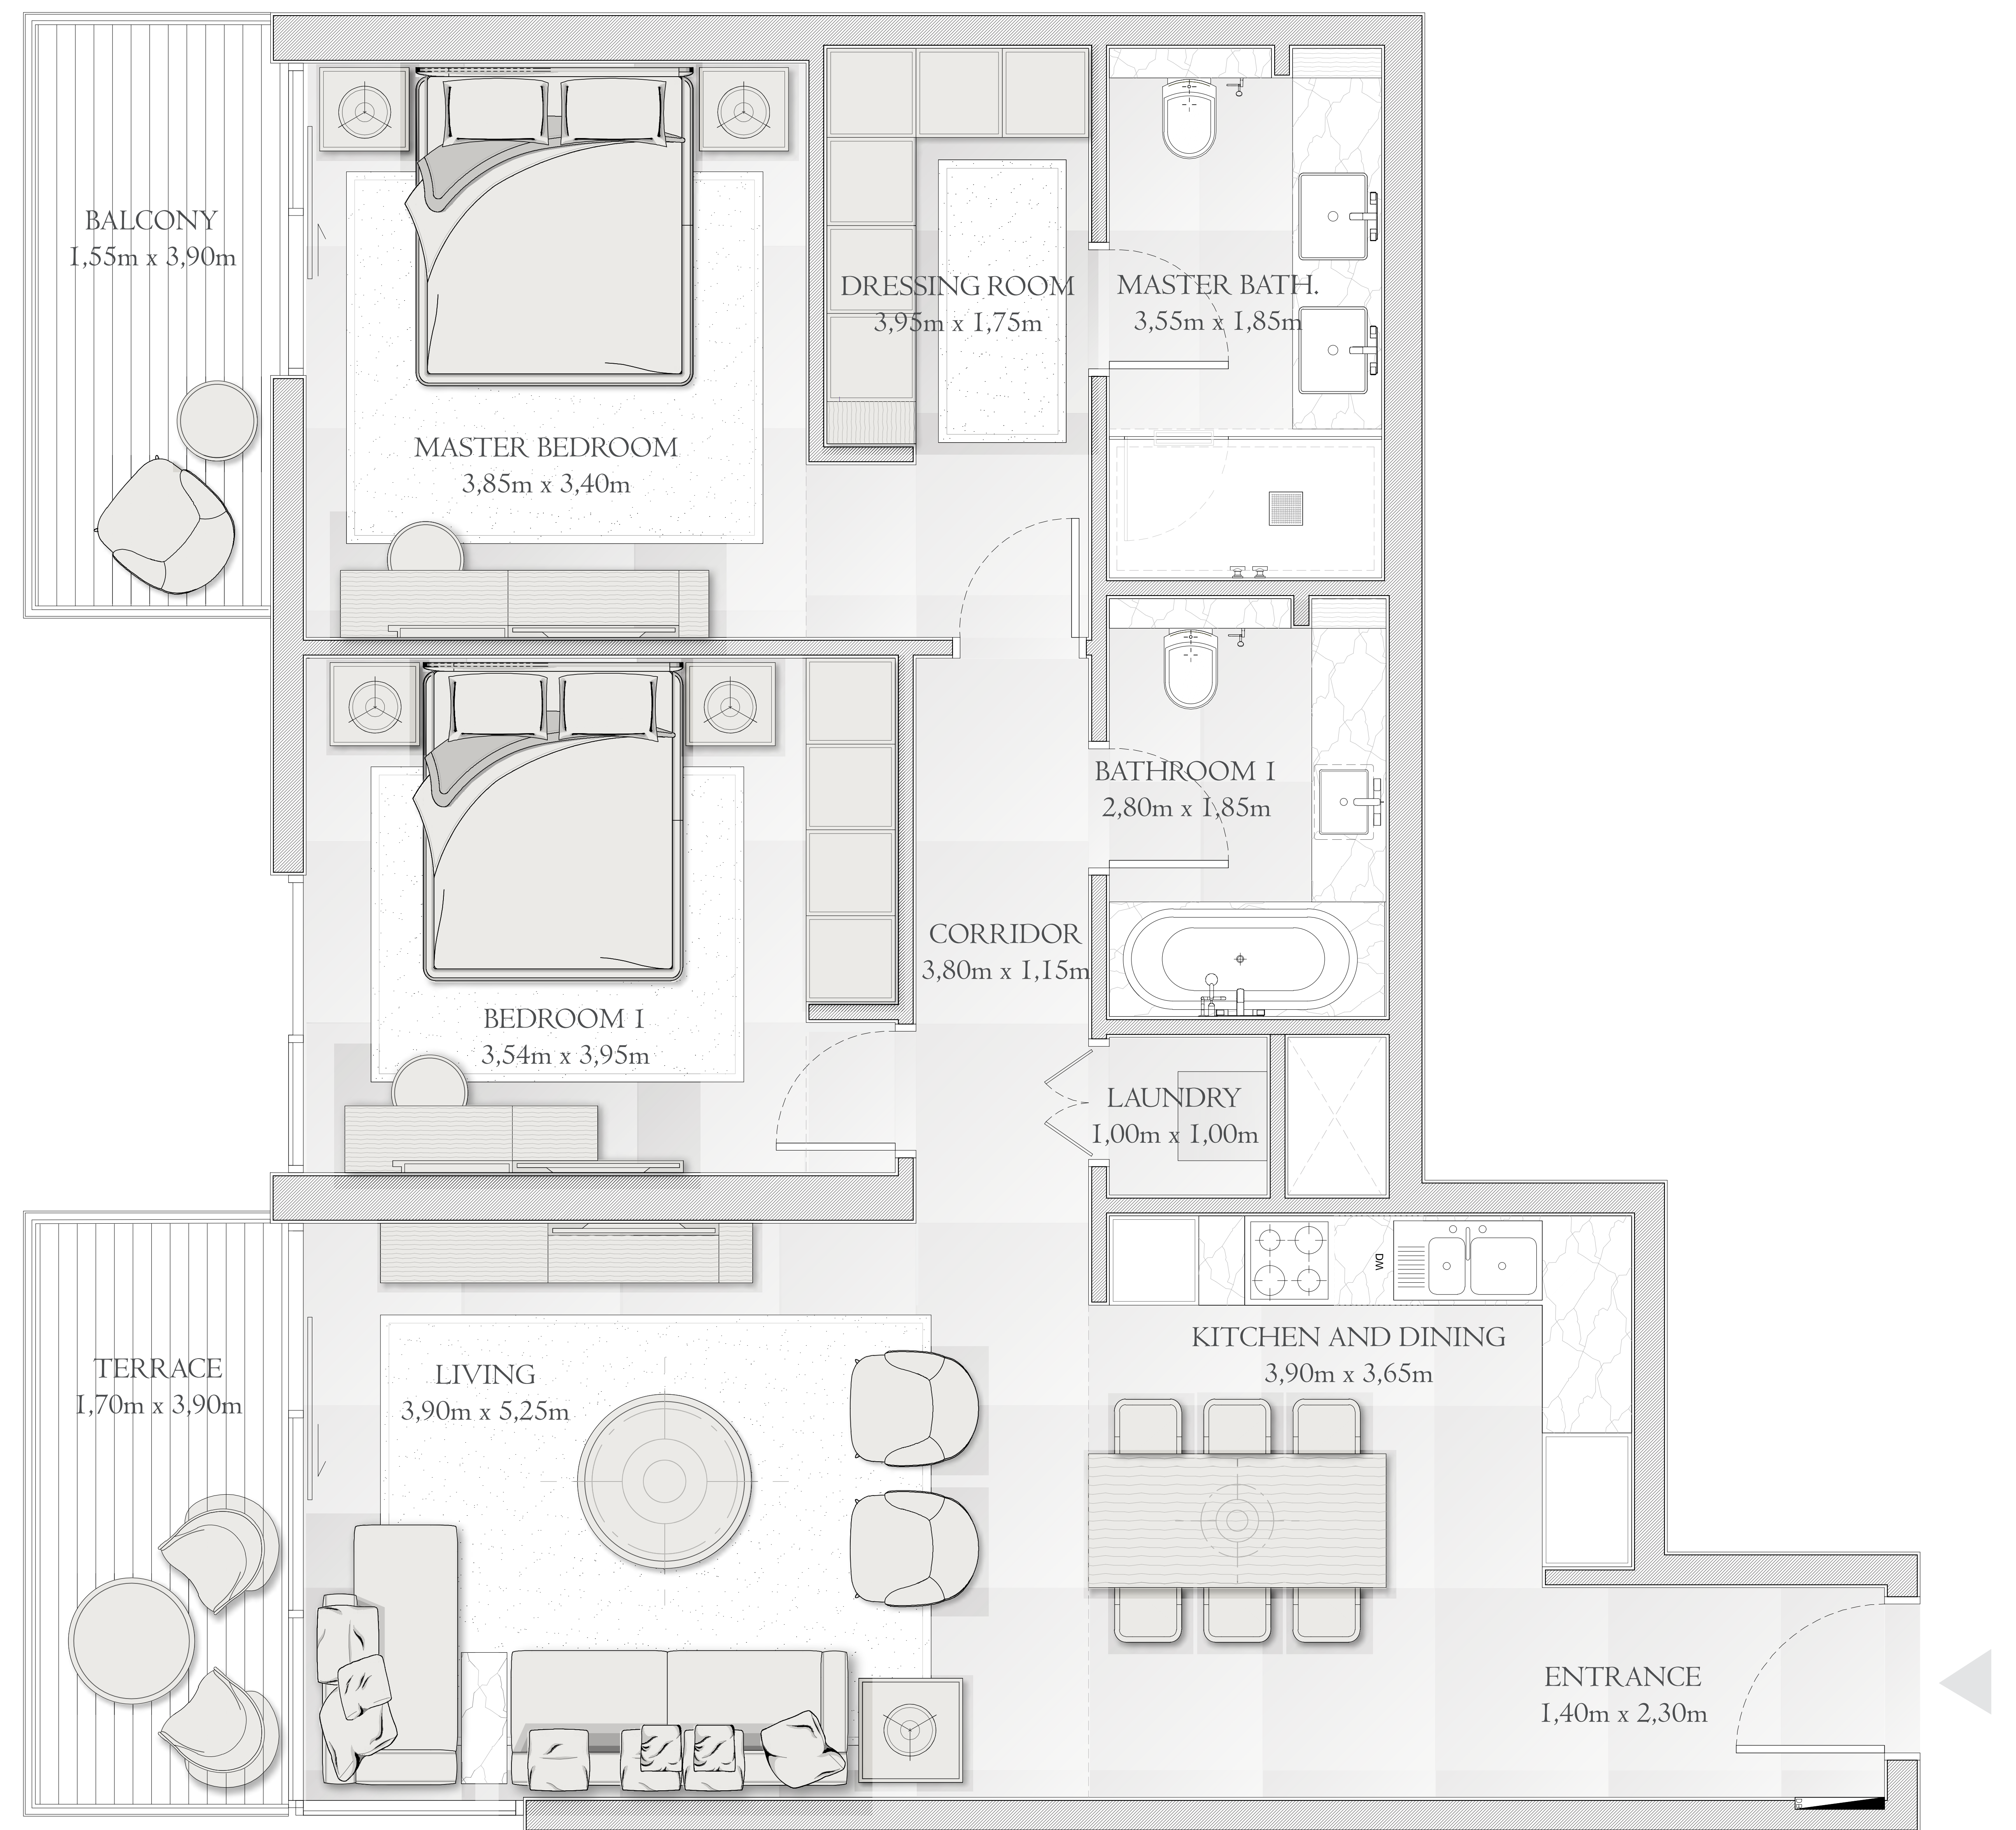 BALCONY
1,55m x 3,90m
DRESSING ROOM
3,95m x 1,75m
MASTER BATH.
3,55m x 1,85m
MASTER BEDROOM
3,85m x 3,40m
BATHROOM 1
2,80m x 1,85m
CORRIDOR
3,80m x 1,15m
BEDROOM 1
3,54m x 3,95m
LAUNDRY
1,00m x 1,00m
DW
KITCHEN AND DINING
3,90m x 3,65m
TERRACE
1,70m x 3,90m
LIVING
3,90m x 5,25m
ENTRANCE
1,40m x 2,30m